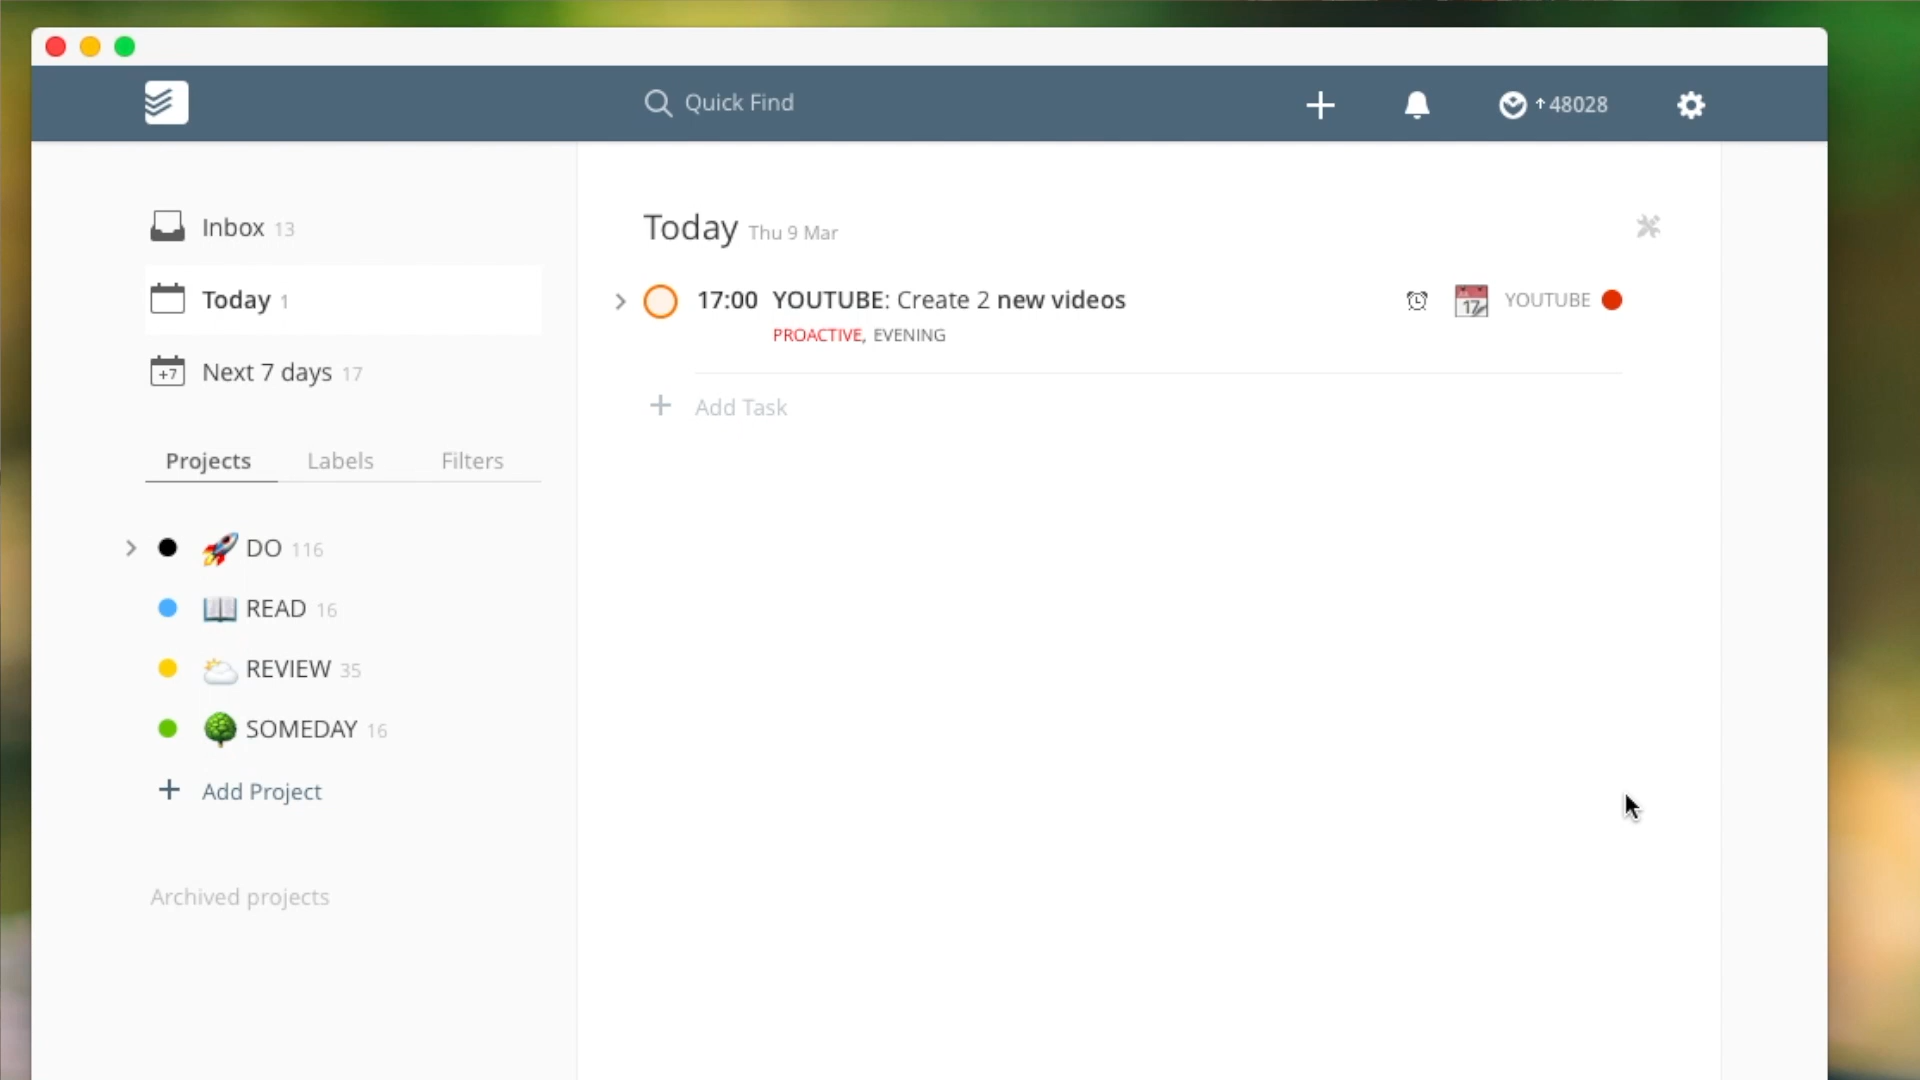 Quick Find
48028
Inbox 13
Today 1
+7 Next 7 days 17
Projects Labels Filters
DO 116
READ 16
REVIEW 35
SOMEDAY 16
Add Project
Archived projects
Today Thu 9 Mar
17:00 YOUTUBE: Create 2 new videos 17 YOUTUBE
PROACTIVE, EVENING
Add Task